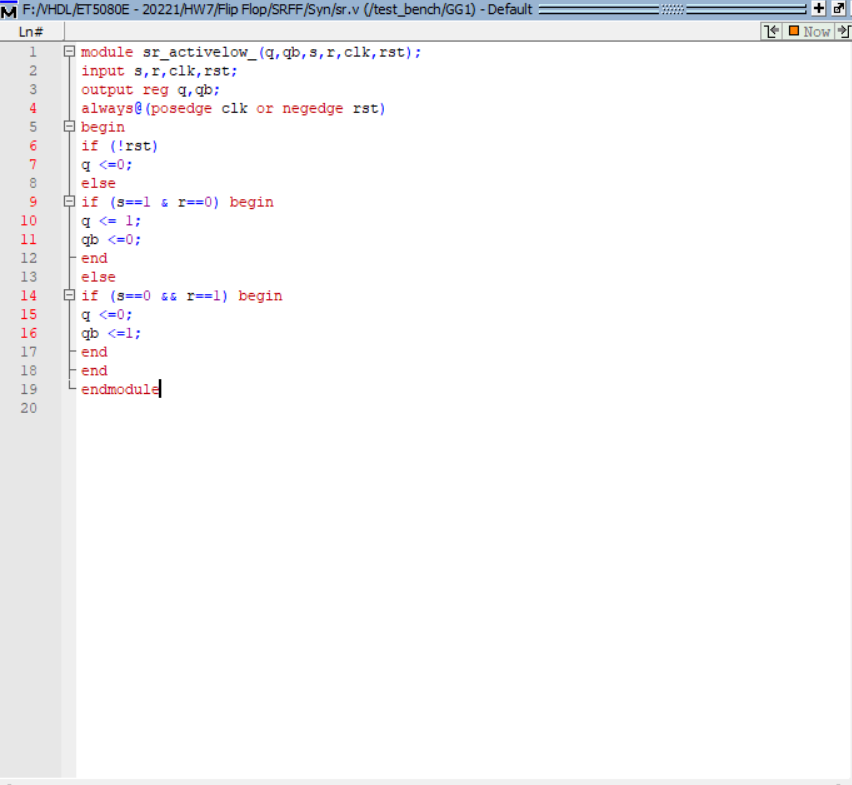 F:/VHDL/ET5080E - 20221/HW7/Flip Flop/SRFF/Syn/sr.v (/test_bench/GG1) - Default
Ln#
Now
1 module sr_activelow_(q,qb,s,r,clk,rst);
2 input s,r,clk,rst;
3 output reg q,qb;
4 always@(posedge clk or negedge rst)
5 begin
6 if (!rst)
7 q <=0;
8 else
9 if (s==1 & r==0) begin
10 q <= 1;
11 qb <=0;
12 end
13 else
14 if (s==0 && r==1) begin
15 q <=0;
16 qb <=1;
17 end
18 end
19 endmodule
20